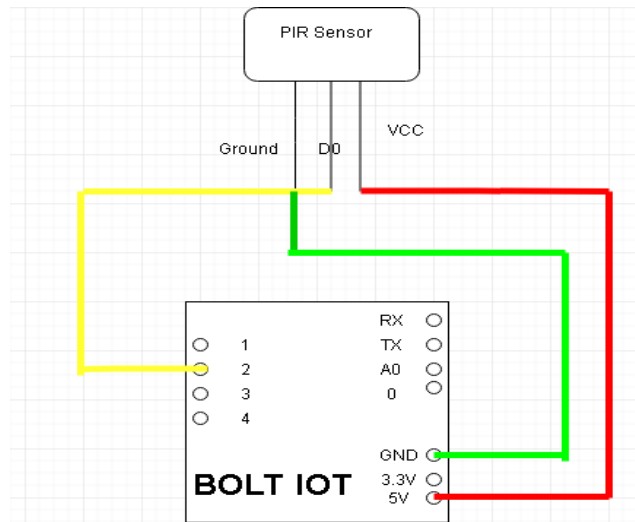 PIR Sensor
VCC
Ground D0
RX
1 TX
2 A0
3 0
4
GND
BOLT IOT 3.3V
5V